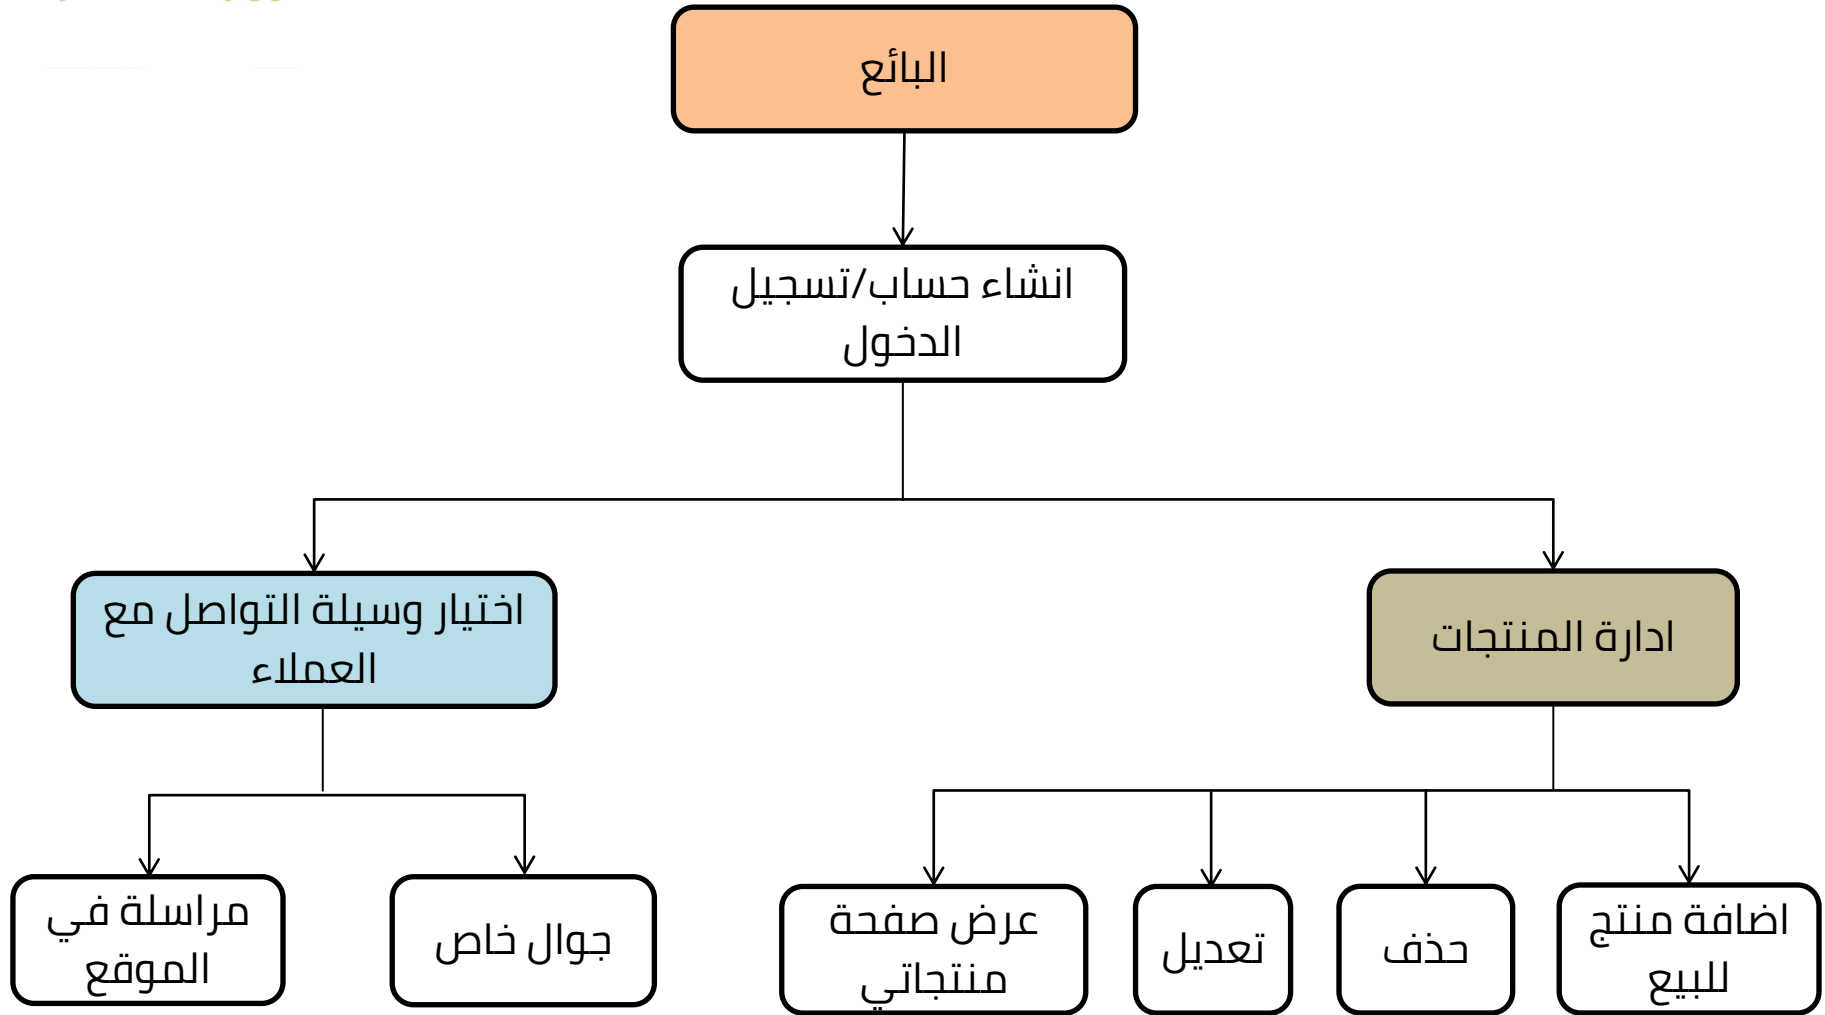 البائع
انشاء حساب/تسجيل
الدخول
ادارة المنتجات
اختيار وسيلة التواصل مع
العملاء
اضافة منتج
للبيع
حذف
تعديل
عرض صفحة
منتجاتي
جوال خاص
مراسلة في
الموقع